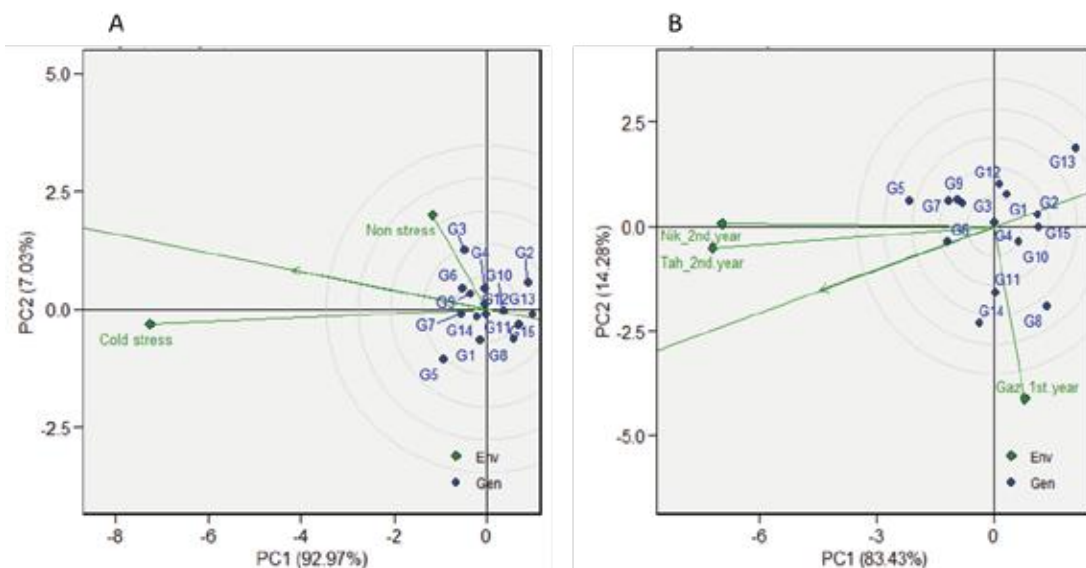 A
B
5.0
2.5
0.0
-2.5
PC2 (7.03%)
-8
-6
-4
-2
0
PC1 (92.97%)
Non stress
Cold stress
G3
G4
G2
G6
G10
G9
G12
G13
G7
G14
G11
G15
G1
G8
G5
Env
Gen
2.5
0.0
-2.5
-5.0
PC2 (14.28%)
-6
-3
0
PC1 (83.43%)
G13
G12
G5
G9
G7
G3
G1
G2
G6
G4
G15
G10
Nik_2nd.year
Tah_2nd.year
G11
G14
G8
Gaz_1st.year
Env
Gen